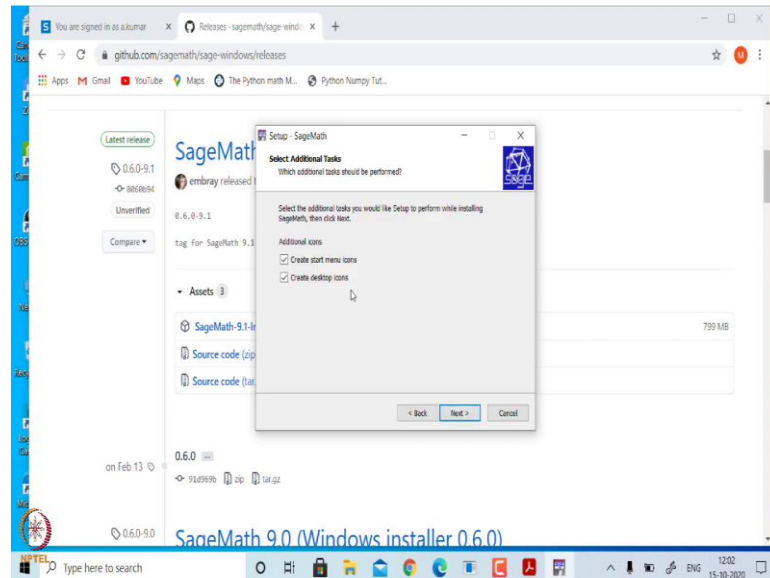 You are signed in as a.kumar
Releases · sagemath/sage-windo
github.com/sagemath/sage-windows/releases
M
Apps
Gmail
YouTube
Maps
The Python math M...
Python Numpy Tut...
Latest release
0.6.0-9.1
8868b94
Unverified
Compare
SageMath
embray released
0.6.0-9.1
tag for SageMath 9.1
Assets 3
SageMath-9.1-In
799 MB
Source code (zip
Source code (tar.
on Feb 13
0.6.0
91d969b zip tar.gz
0.6.0-9.0
SageMath 9.0 (Windows installer 0.6.0)
Setup - SageMath
Select Additional Tasks
Which additional tasks should be performed?
sage
Select the additional tasks you would like Setup to perform while installing
SageMath, then click Next.
Additional icons
Create start menu icons
Create desktop icons
< Back
Next >
Cancel
NPTEL
Type here to search
ENG
12:02
15-10-2020